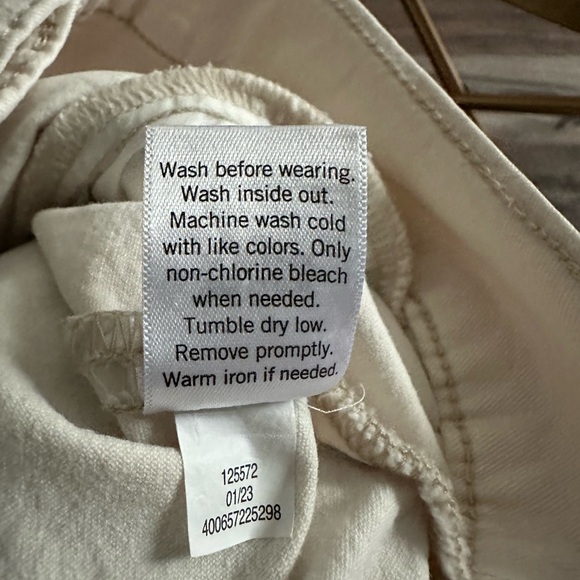 Wash before wearing.
Wash inside out.
Machine wash cold
with like colors. Only
non-chlorine bleach
when needed.
Tumble dry low.
Remove promptly.
Warm iron if needed.
125572
01/23
400657225298